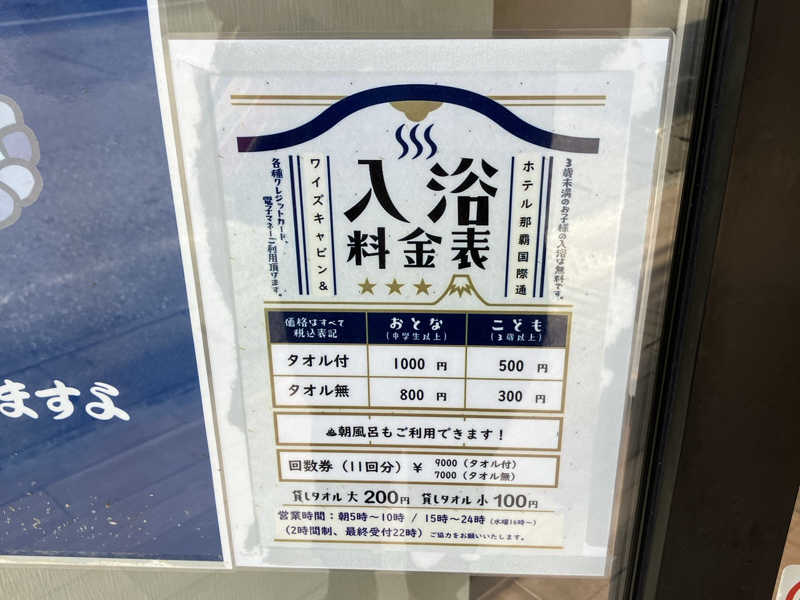 入浴
料金表
3歳未満のお子様の入浴は無料です。
ホテル那覇国際通
ワイズキャビン&
各種クレジットカード、
電子マネーご利用頂けます。
価格はすべて
税込表記
おとな
(中学生以上)
こども
(3歳以上)
タオル付 1000 円 500 円
タオル無 800 円 300 円
朝風呂もご利用できます!
回数券 (11回分) ¥ 9000 (タオル付)
7000 (タオル無)
貸しタオル 大 200円 貸しタオル 小 100円
営業時間:朝5時~10時 / 15時~24時 (水曜16時~)
(2時間制、最終受付22時) ご協力をお願いいたします。
ますよ